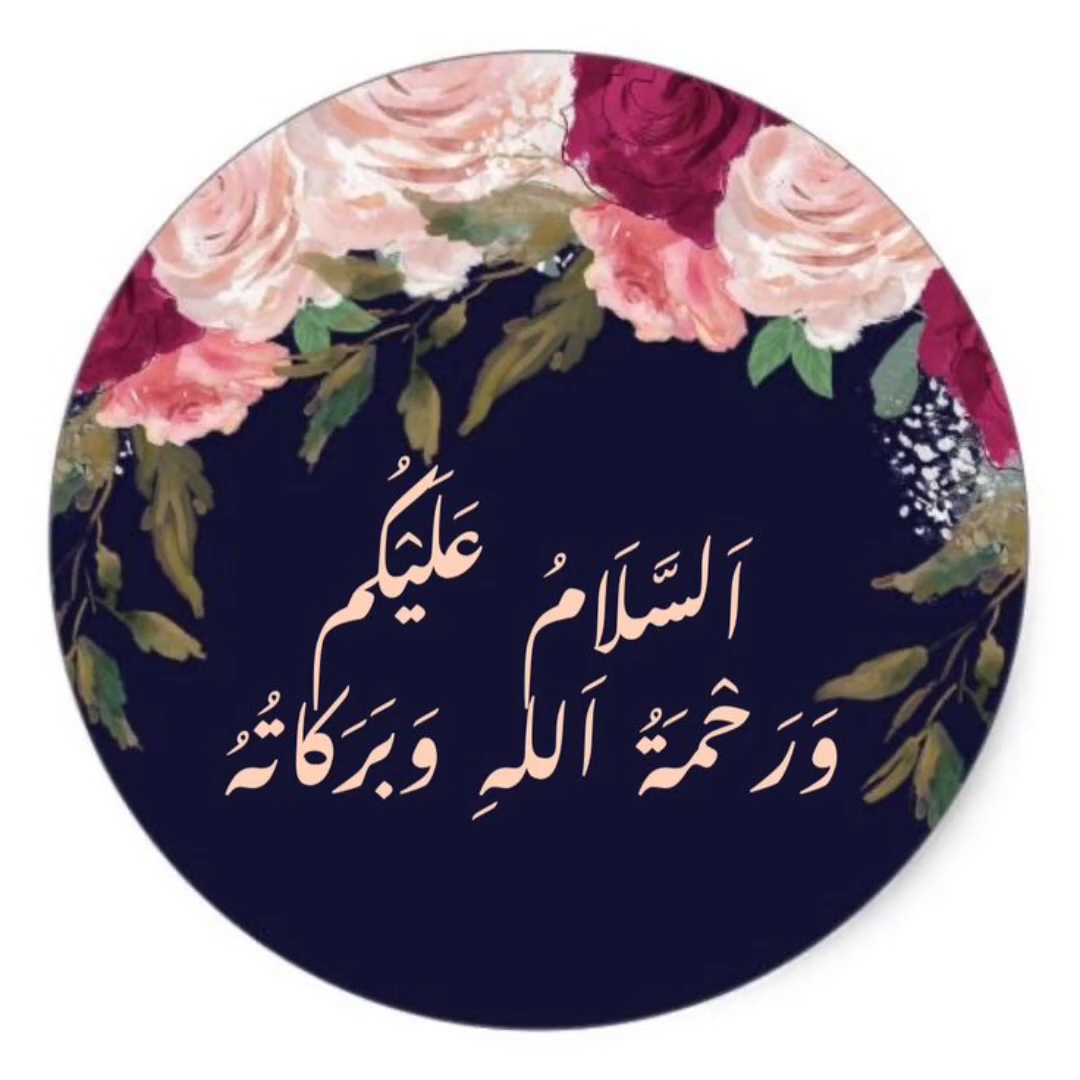 اَلسَّلَامُ عَلَيْكُم
وَرَحْمَةُ اَللهِ وَبَرَكَاتُهُ